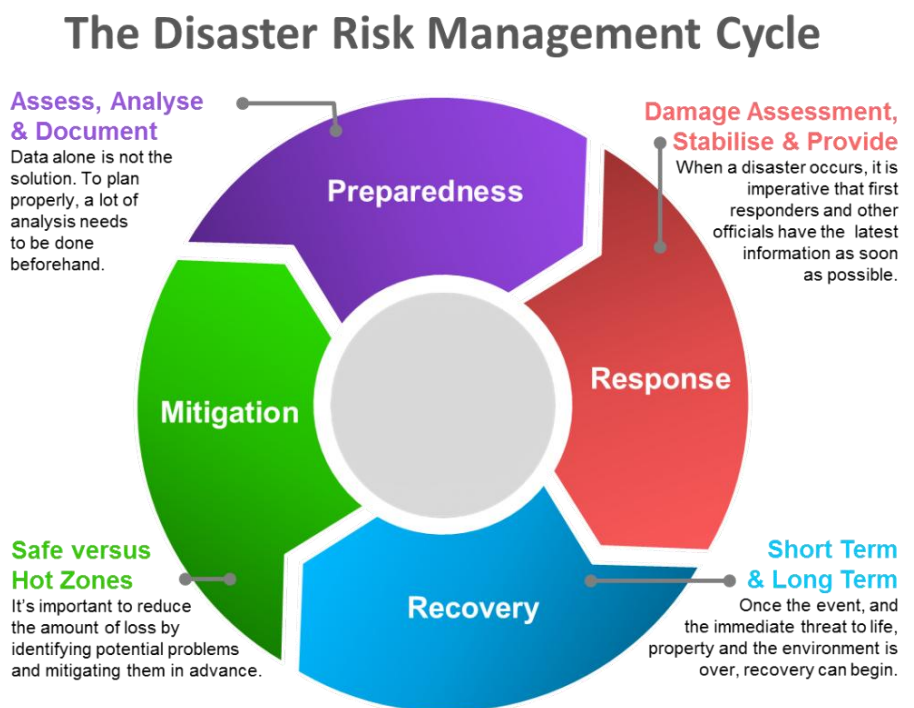 The Disaster Risk Management Cycle
Assess, Analyse
& Document
Data alone is not the
solution. To plan
properly, a lot of
analysis needs
to be done
beforehand.
Preparedness
Damage Assessment,
Stabilise & Provide
When a disaster occurs, it is
imperative that first
responders and other
officials have the latest
information as soon
as possible.
Response
Mitigation
Safe versus
Hot Zones
It's important to reduce
the amount of loss by
identifying potential problems
and mitigating them in advance.
Recovery
Short Term
& Long Term
Once the event, and
the immediate threat to life,
property and the environment is
over, recovery can begin.